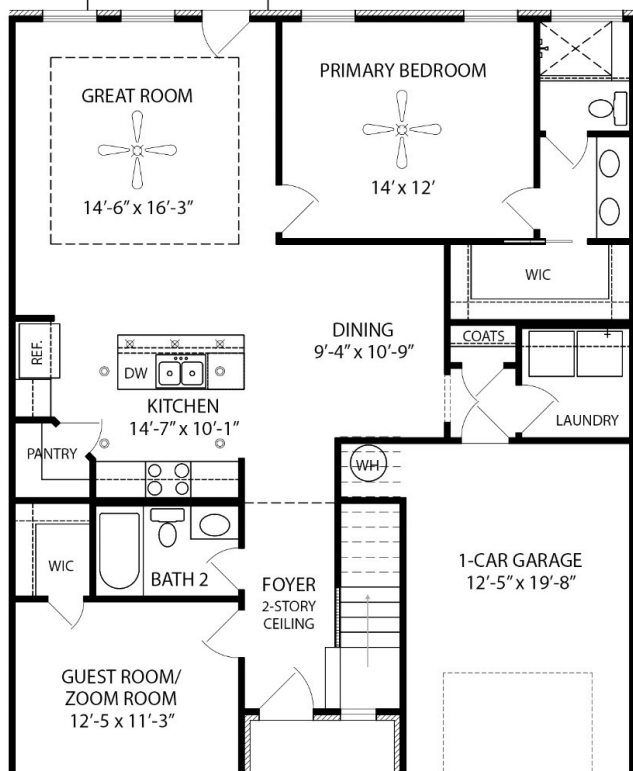 GREAT ROOM
14'-6" x 16'-3"
PRIMARY BEDROOM
14' x 12'
WIC
DINING
9'-4" x 10'-9"
COATS
REF.
DW
KITCHEN
14'-7" x 10'-1"
LAUNDRY
PANTRY
WH
WIC
BATH 2
FOYER
2-STORY
CEILING
1-CAR GARAGE
12'-5" x 19'-8"
GUEST ROOM/
ZOOM ROOM
12'-5 x 11'-3"